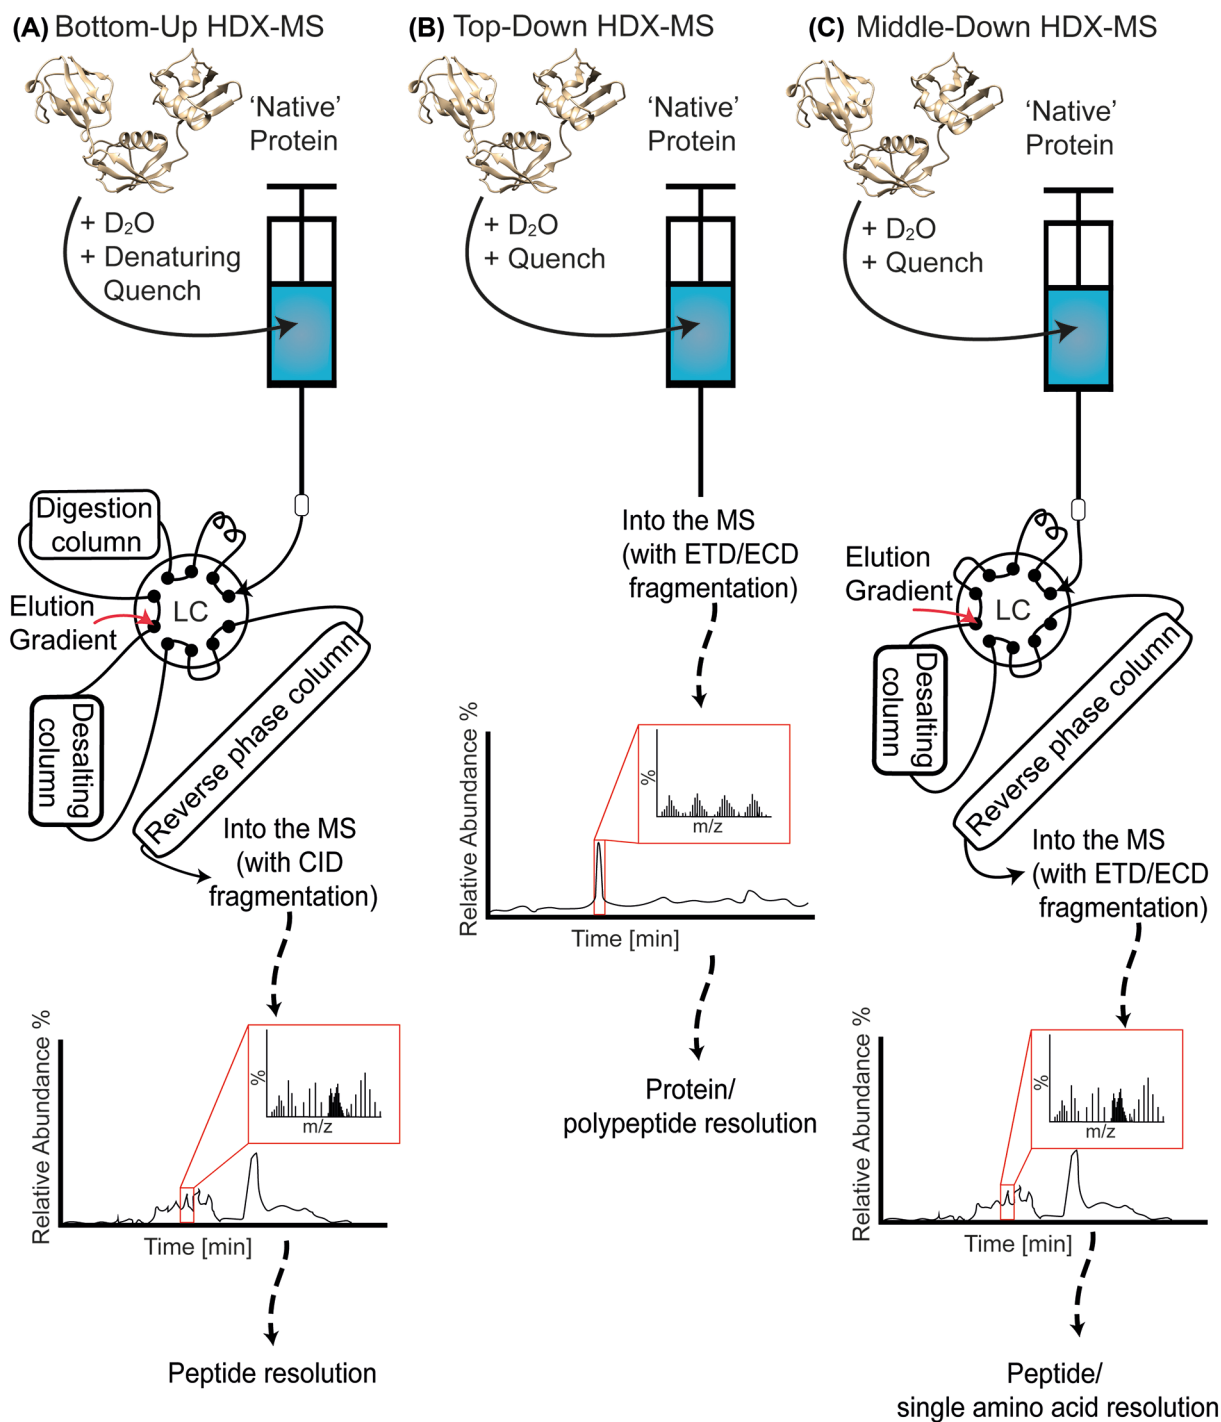 (A) Bottom-Up HDX-MS
'Native'
Protein
+ D₂O
+ Denaturing
Quench
Digestion
column
LC
Elution
Gradient
Desalting
column
Reverse phase column
Into the MS
(with CID
fragmentation)
Relative Abundance %
%
m/z
Time [min]
Peptide resolution
(B) Top-Down HDX-MS
'Native'
Protein
+ D₂O
+ Quench
Into the MS
(with ETD/ECD
fragmentation)
Relative Abundance %
%
m/z
Time [min]
Protein/
polypeptide resolution
(C) Middle-Down HDX-MS
'Native'
Protein
+ D₂O
+ Quench
Elution
Gradient
LC
Desalting
column
Reverse phase column
Into the MS
(with ETD/ECD
fragmentation)
Relative Abundance %
%
m/z
Time [min]
Peptide/
single amino acid resolution